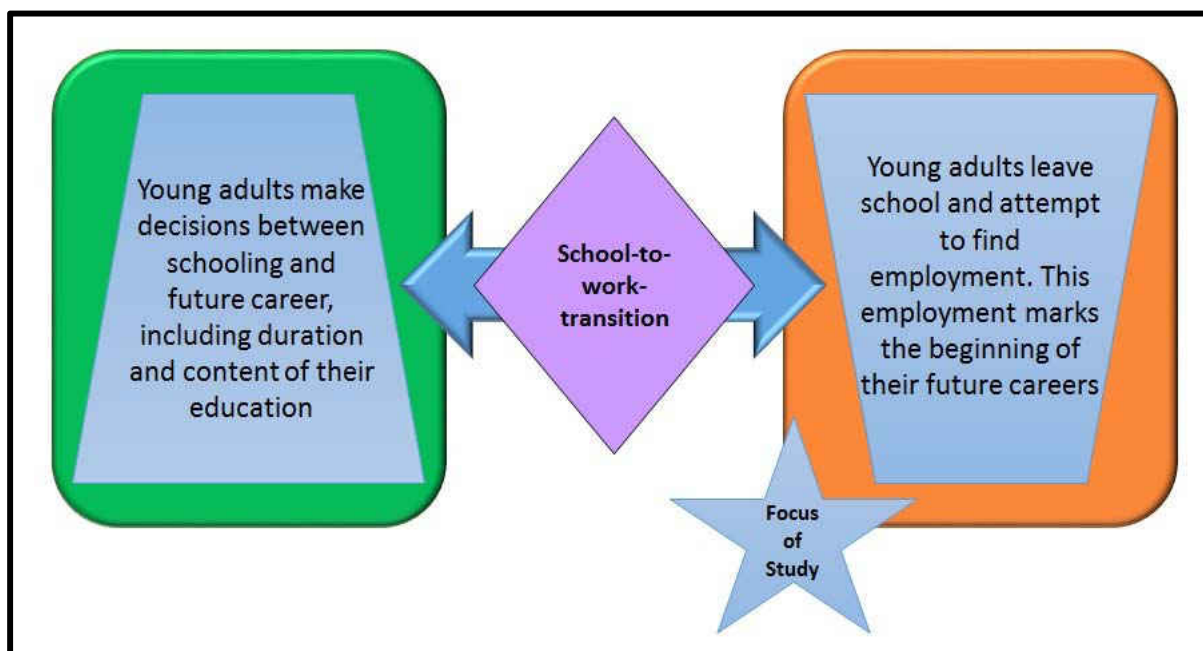 Young adults make
decisions between
schooling and
future career,
including duration
and content of their
education
School-to-
work-
transition
Young adults leave
school and attempt
to find
employment. This
employment marks
the beginning of
their future careers
Focus
of
Study